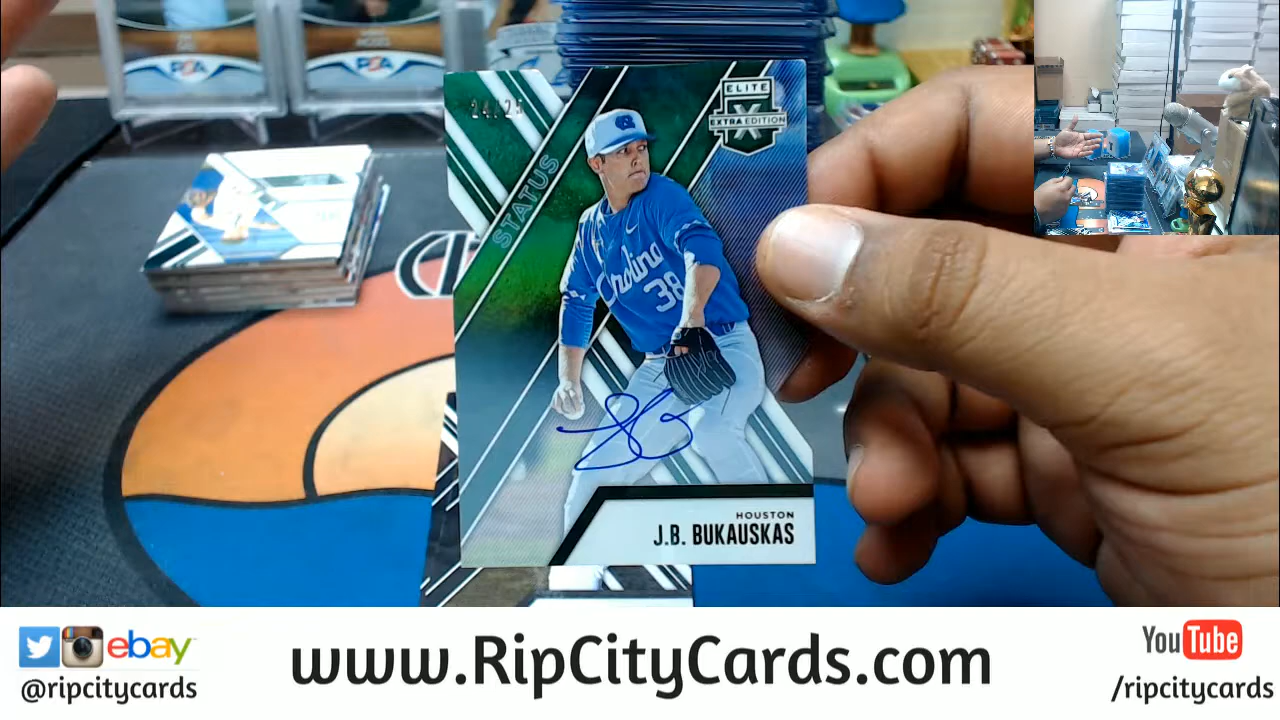 PSA
PSA
24/25
ELITE
X
EXTRA EDITION
STATUS
Carolina
38
HOUSTON
J.B. BUKAUSKAS
ebay
@ripcitycards
www.RipCityCards.com
YouTube
/ripcitycards